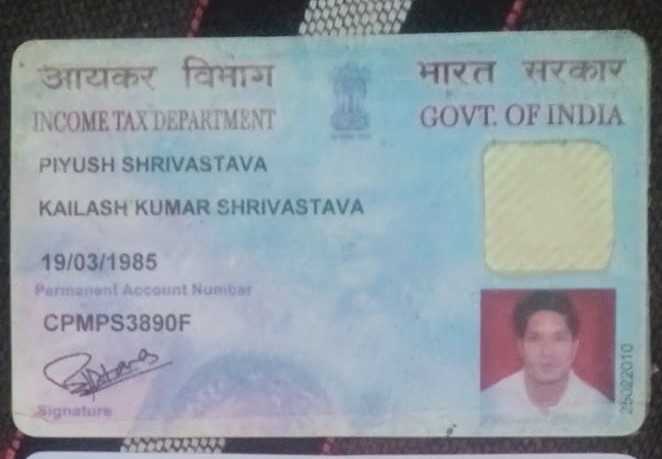 आयकर विभाग
INCOME TAX DEPARTMENT
भारत सरकार
GOVT. OF INDIA
PIYUSH SHRIVASTAVA
KAILASH KUMAR SHRIVASTAVA
19/03/1985
Permanent Account Number
CPMPS3890F
Signature
25022010